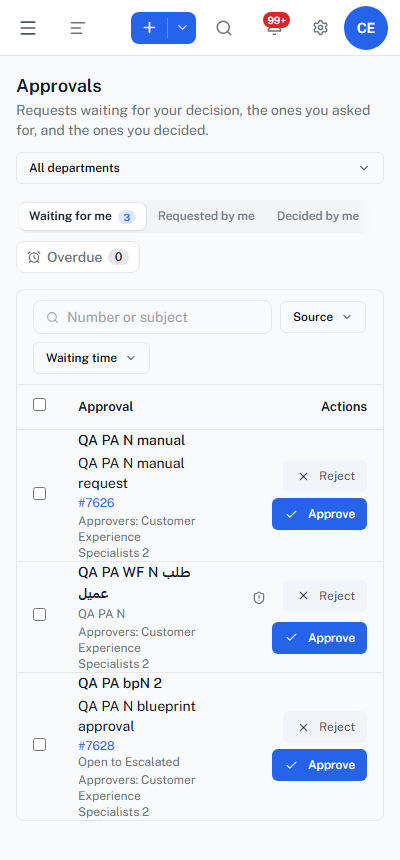 99+
CE
Approvals
Requests waiting for your decision, the ones you asked
for, and the ones you decided.
All departments
Waiting for me 3 Requested by me Decided by me
Overdue 0
Number or subject Source
Waiting time
Approval Actions
QA PA N manual
QA PA N manual
request
#7626
Approvers: Customer
Experience
Specialists 2
Reject
Approve
QA PA WF N طلب
عميل
QA PA N
Approvers: Customer
Experience
Specialists 2
Reject
Approve
QA PA bpN 2
QA PA N blueprint
approval
#7628
Open to Escalated
Approvers: Customer
Experience
Specialists 2
Reject
Approve